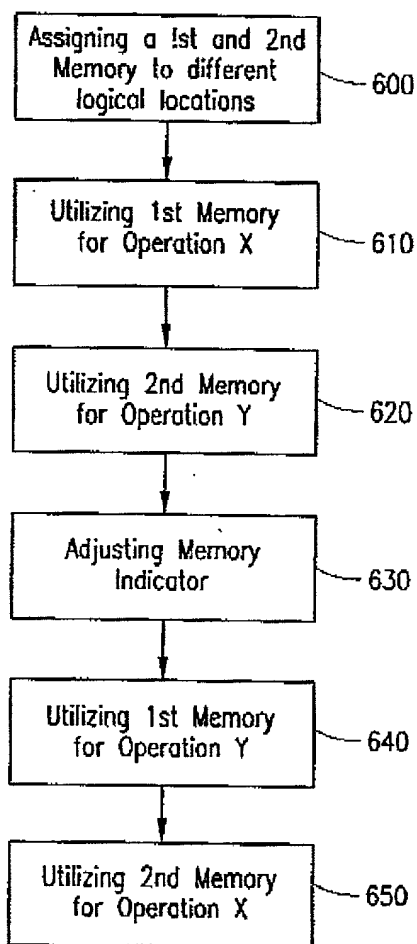 Assigning a 1st and 2nd
Memory to different
logical locations
600
Utilizing 1st Memory
for Operation X
610
Utilizing 2nd Memory
for Operation Y
620
Adjusting Memory
Indicator
630
Utilizing 1st Memory
for Operation Y
640
Utilizing 2nd Memory
for Operation X
650